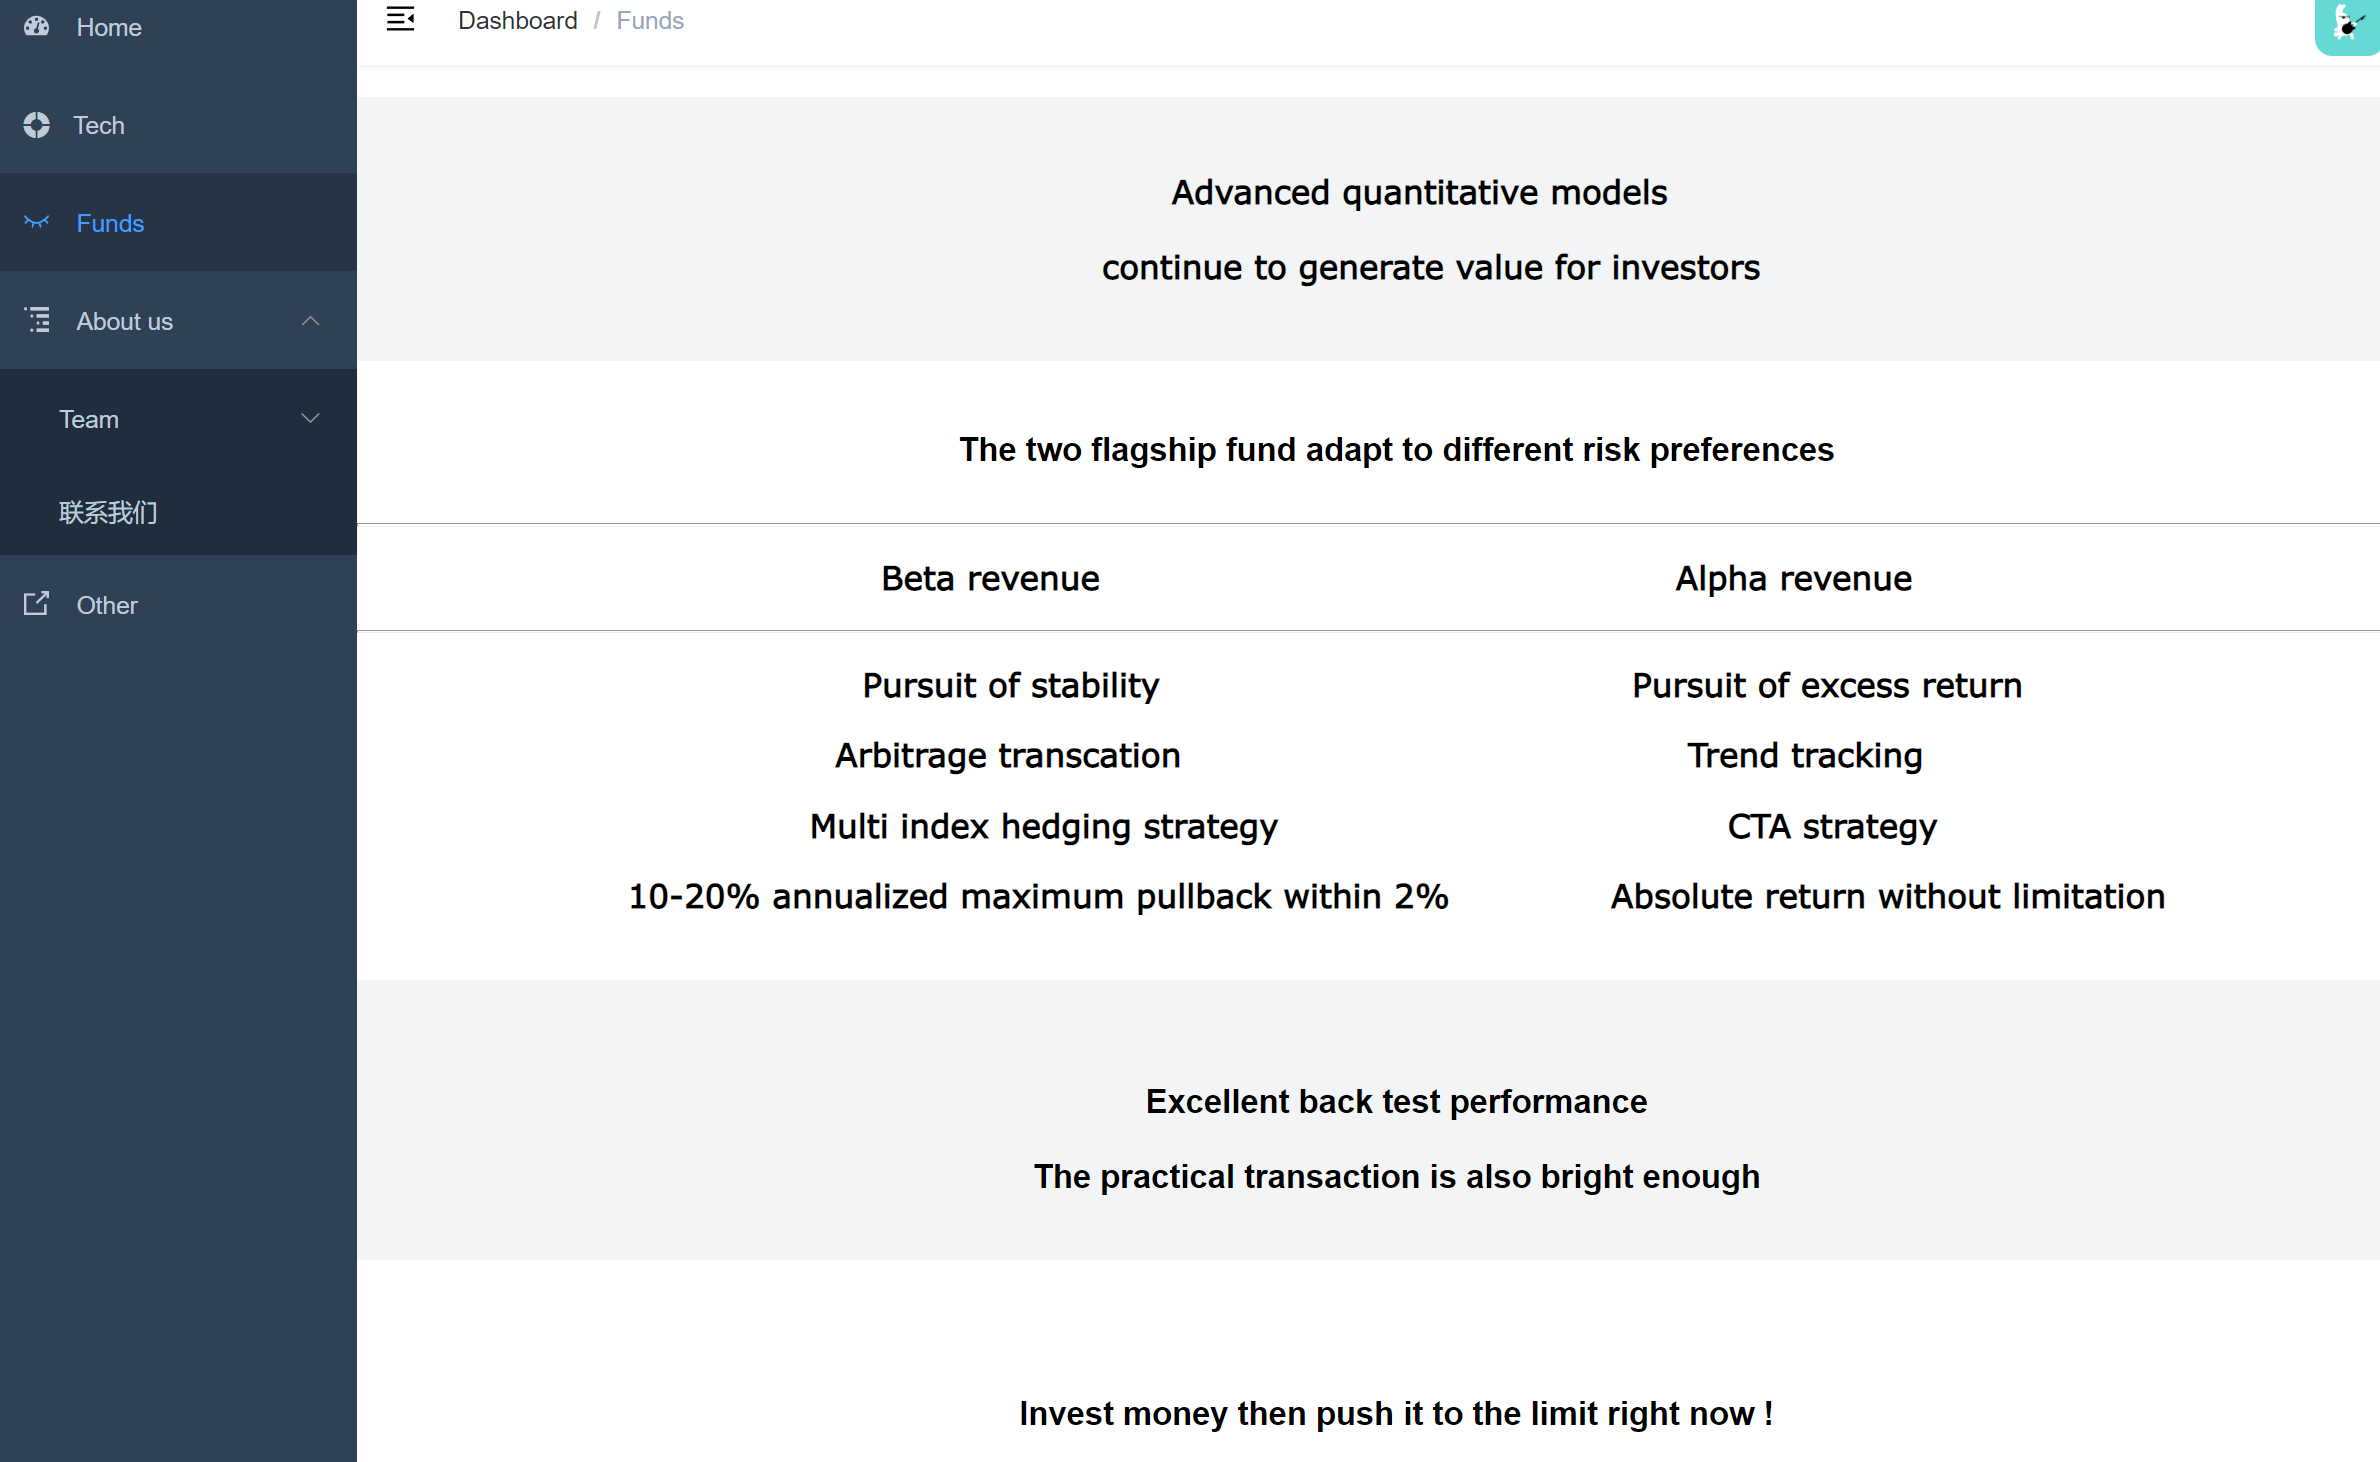 Home
Tech
Funds
About us
Team
联系我们
Other
Dashboard / Funds
Advanced quantitative models
continue to generate value for investors
The two flagship fund adapt to different risk preferences
Beta revenue Alpha revenue
Pursuit of stability Pursuit of excess return
Arbitrage transcation Trend tracking
Multi index hedging strategy CTA strategy
10-20% annualized maximum pullback within 2% Absolute return without limitation
Excellent back test performance
The practical transaction is also bright enough
Invest money then push it to the limit right now !